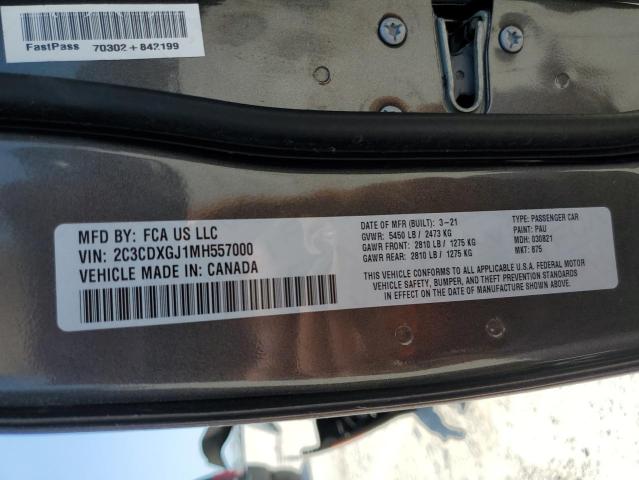 FastPass 70302+842199
MFD BY: FCA US LLC
VIN: 2C3CDXGJ1MH557000
VEHICLE MADE IN: CANADA
DATE OF MFR (BUILT): 3-21
GVWR: 5450 LB / 2473 KG
GAWR FRONT: 2810 LB / 1275 KG
GAWR REAR: 2810 LB / 1275 KG
TYPE: PASSENGER CAR
PAINT: PAU
MDH: 030821
MKT: 875
THIS VEHICLE CONFORMS TO ALL APPLICABLE U.S.A. FEDERAL MOTOR
VEHICLE SAFETY, BUMPER, AND THEFT PREVENTION STANDARDS
IN EFFECT ON THE DATE OF MANUFACTURE SHOWN ABOVE.